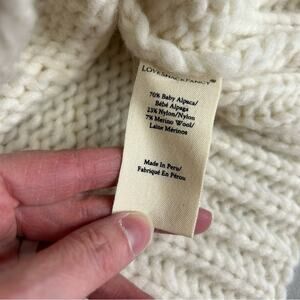 LOVESHACKFANCY®
70% Baby Alpaca/
Bébé Alpaga
23% Nylon/Nylon
7% Merino Wool/
Laine Mérinos
Made In Peru/
Fabriqué En Pérou